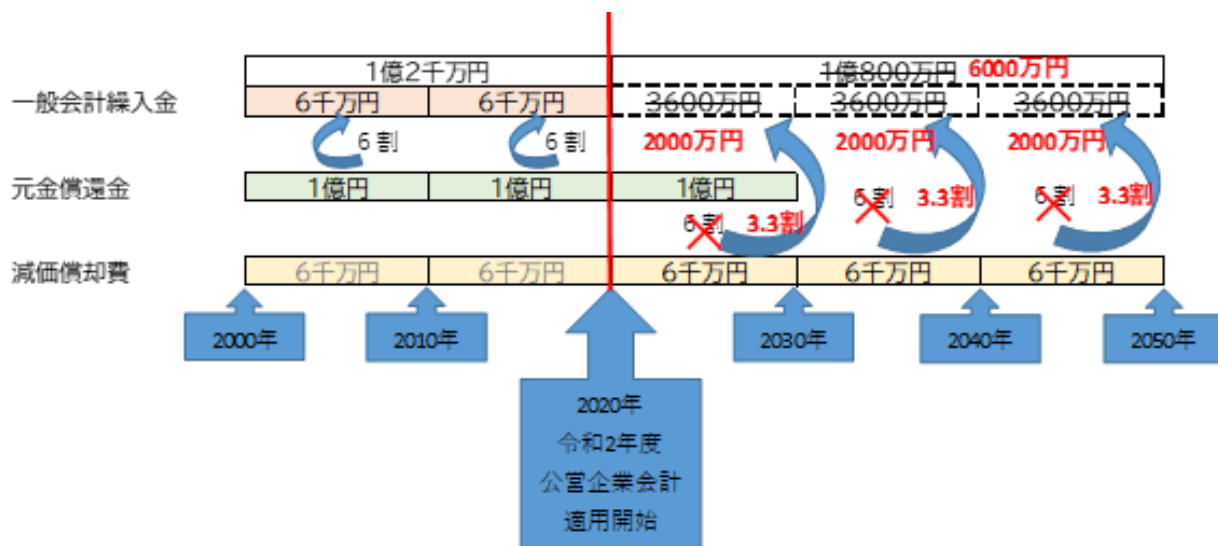 1億2千万円 1億800万円 6000万円
一般会計繰入金 6千万円 6千万円 3600万円 3600万円 3600万円
6割 6割 2000万円 2000万円 2000万円
元金償還金 1億円 1億円 1億円
6割 3.3割 6割 3.3割 6割 3.3割
減価償却費 6千万円 6千万円 6千万円 6千万円 6千万円
2000年 2010年 2030年 2040年 2050年
2020年
令和2年度
公営企業会計
適用開始